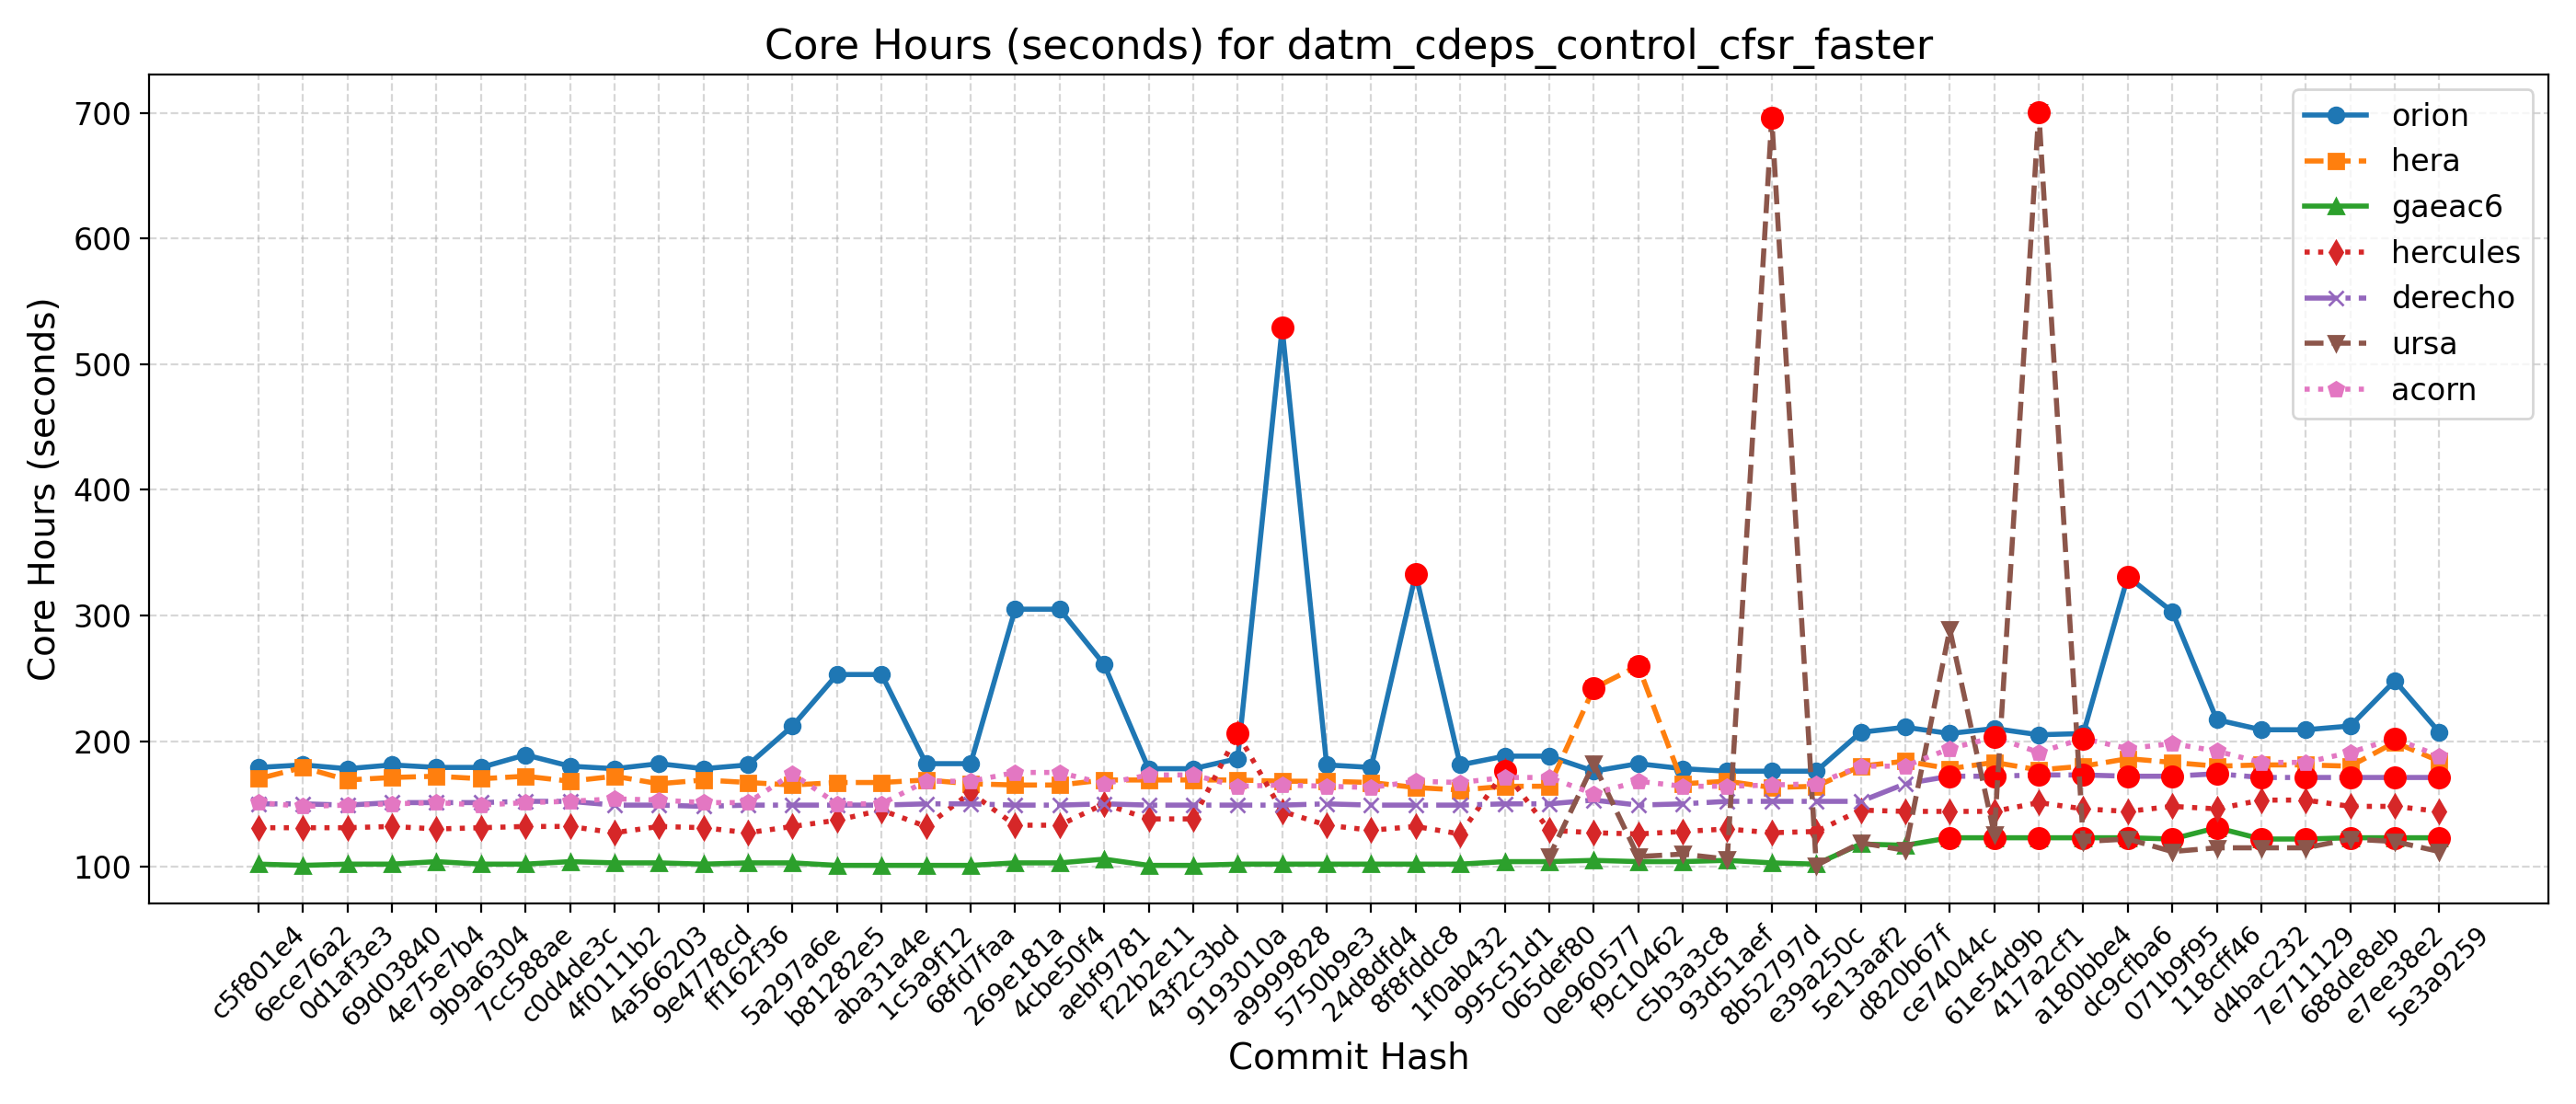 Core Hours (seconds) for datm_cdeps_control_cfsr_faster
Core Hours (seconds)
700
600
500
400
300
200
100
orion
hera
gaeac6
hercules
derecho
ursa
acorn
c5f801e4
6ece76a2
0d1af3e3
69d03840
4e75e7b4
9b9a6304
7cc588ae
c0d4de3c
4f0111b2
4a566203
9e4778cd
ff162f36
5a297a6e
b81282e5
aba31a4e
1c5a9f12
68fd7faa
269e181a
4cbe50f4
aebf9781
f22b2e11
43f2c3bd
9193010a
a9999828
5750b9e3
24d8dfd4
8f8fddc8
1f0ab432
995c51d1
065def80
0e960577
f9c10462
c5b3a3c8
93d51aef
8b52797d
e39a250c
5e13aaf2
d820b67f
ce74044c
61e54d9b
417a2cf1
a180bbe4
dc9cfba6
071b9f95
118cff46
d4bac232
7e711129
688de8eb
e7ee38e2
5e3a9259
Commit Hash